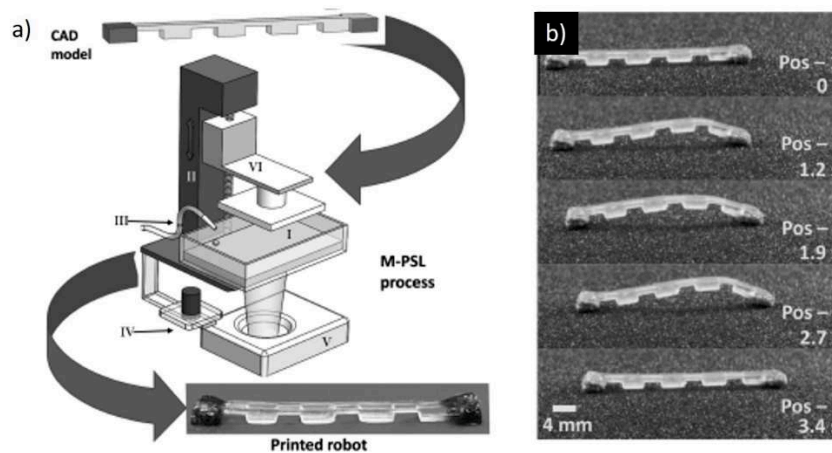 a)
CAD
model
VI
II
III
I
M-PSL
process
IV
V
Printed robot
b)
Pos –
0
Pos –
1.2
Pos –
1.9
Pos –
2.7
Pos –
3.4
4 mm